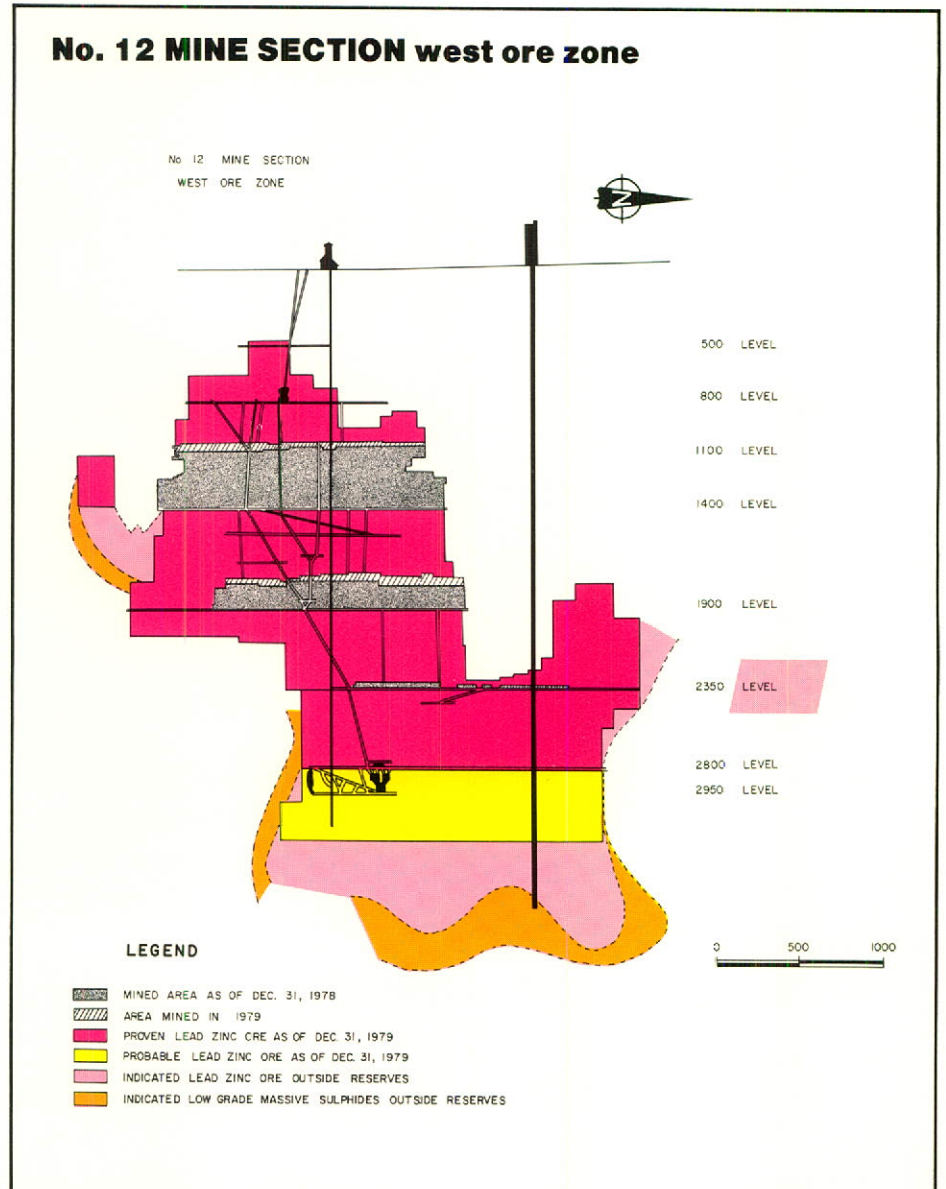 No. 12 MINE SECTION west ore zone
No 12 MINE SECTION
WEST ORE ZONE
N
500 LEVEL
800 LEVEL
1100 LEVEL
1400 LEVEL
1900 LEVEL
2350 LEVEL
2800 LEVEL
2950 LEVEL
0 500 1000
LEGEND
MINED AREA AS OF DEC. 31, 1978
AREA MINED IN 1979
PROVEN LEAD ZINC CRE AS OF DEC. 31, 1979
PROBABLE LEAD ZINC ORE AS OF DEC. 31, 1979
INDICATED LEAD ZINC ORE OUTSIDE RESERVES
INDICATED LOW GRADE MASSIVE SULPHIDES OUTSIDE RESERVES